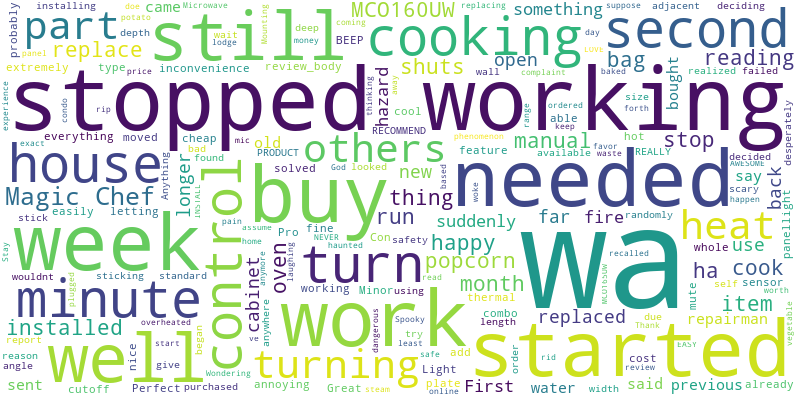 doe
came
still
cooking
second
part
MCO160UW
something
replace
potato
Microwave
installing
probably
depth
Mounting
deep
money
coming
wait
lodge
replacing
suppose
adjacent
deciding
panel
price
type
extremely
inconvenience
BEEP
review_body
shuts
hazard
wall
online
open
bag
reading
day
LOVE
complaint
baked
bought
realized
failed
stopped working
experience
condo
rip
thinking
away
cool
mic
RECOMMEND
ordered
keep
range
able
size
forth
desperately
everything
moved
cheap
feature
available
waste
favor
exact
phenomenon
hot
house
Anything
longer
old
bad
found
PRODUCT
solved
God
looked
based
others
manual
stop
decided
REALLY
AWESOME
needed
back
say
scary
happen
Magic Chef
stick
easily
letting
INSTALL
control
buy
pain
NEVER
woke
thing
new
run
suddenly
far
fire
randomly
panelliight
heat
week
Stay
wouldnt
sticking
standard
plugged
assume
home
haunted
Pro
fine
Con
safety
happy
wa
MCO165UW
recalled
whole
use
ha
cook
mute
self
sensor
worth
turn
oven
cabinet
anymore
anywhere
laughing
working
Minor
using
read
popcorn
month
thermal
item
due
Thank
repairman
vegetable
minute
installed
overheated
began
report
reason
angle
well
nice
start
give
work
dangerous
Spooky
try
least
combo
length
add
replaced
rid
cost
review
EASY
started
sent
cutoff
Perfect
purchased
Wondering
turning
annoying
Great
steam
safe
Light
plate
First
order
water
width
said
previous
already